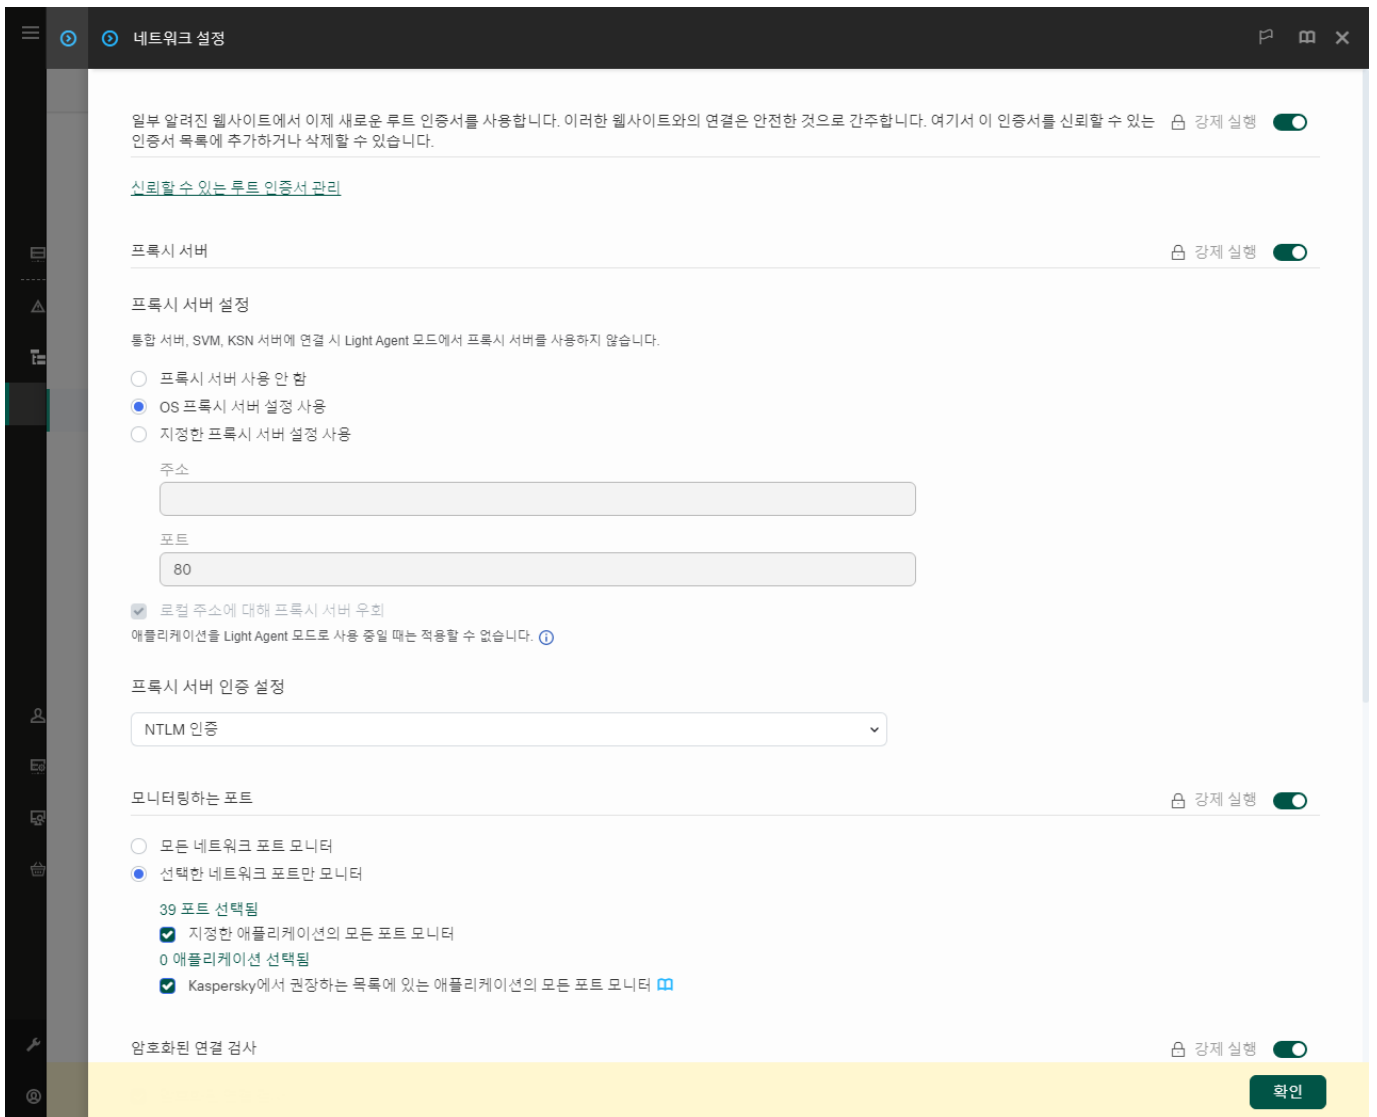 네트워크 설정
일부 알려진 웹사이트에서 이제 새로운 루트 인증서를 사용합니다. 이러한 웹사이트와의 연결은 안전한 것으로 간주합니다. 여기서 이 인증서를 신뢰할 수 있는
인증서 목록에 추가하거나 삭제할 수 있습니다.
강제 실행
신뢰할 수 있는 루트 인증서 관리
프록시 서버
강제 실행
프록시 서버 설정
통합 서버, SVM, KSN 서버에 연결 시 Light Agent 모드에서 프록시 서버를 사용하지 않습니다.
프록시 서버 사용 안 함
OS 프록시 서버 설정 사용
지정한 프록시 서버 설정 사용
주소
포트
80
로컬 주소에 대해 프록시 서버 우회
애플리케이션을 Light Agent 모드로 사용 중일 때는 적용할 수 없습니다.
프록시 서버 인증 설정
NTLM 인증
모니터링하는 포트
강제 실행
모든 네트워크 포트 모니터
선택한 네트워크 포트만 모니터
39 포트 선택됨
지정한 애플리케이션의 모든 포트 모니터
0 애플리케이션 선택됨
Kaspersky에서 권장하는 목록에 있는 애플리케이션의 모든 포트 모니터
암호화된 연결 검사
강제 실행
확인